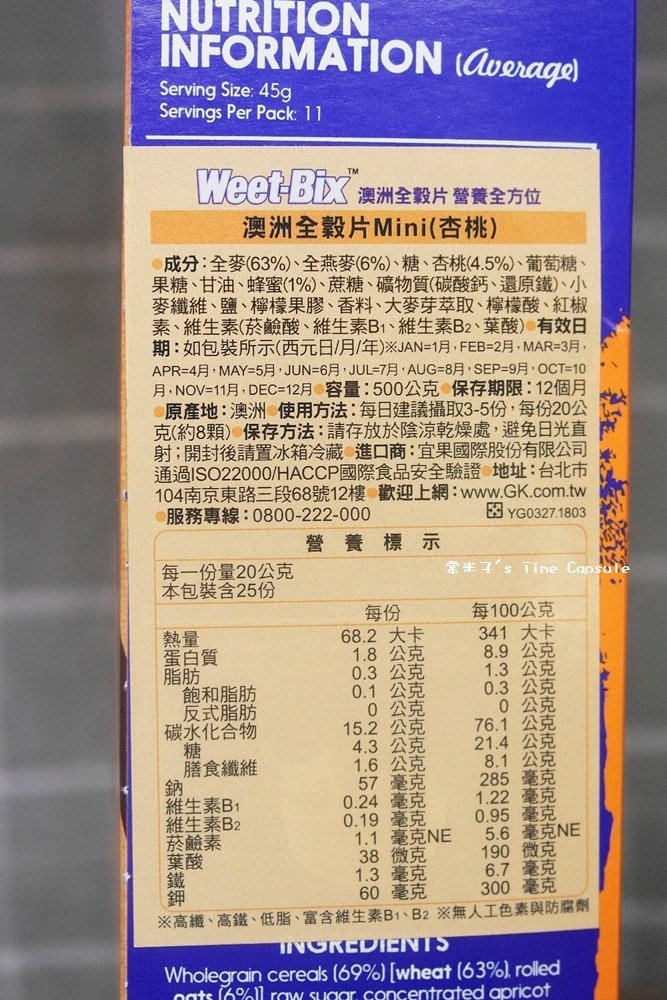 NUTRITION
INFORMATION (Average)
Serving Size: 45g
Servings Per Pack: 11
Weet-Bix™ 澳洲全穀片 營養全方位
澳洲全穀片Mini(杏桃)
●成分:全麥(63%)、全燕麥(6%)、糖、杏桃(4.5%)、葡萄糖、
果糖、甘油、蜂蜜(1%)、蔗糖、礦物質(碳酸鈣、還原鐵)、小
麥纖維、鹽、檸檬果膠、香料、大麥芽萃取、檸檬酸、紅椒
素、維生素(菸鹼酸、維生素B1、維生素B2、葉酸)●有效日
期:如包裝所示(西元日/月/年)※JAN=1月,FEB=2月,MAR=3月,
APR=4月,MAY=5月,JUN=6月,JUL=7月,AUG=8月,SEP=9月,OCT=10
月,NOV=11月,DEC=12月●容量:500公克●保存期限:12個月
●原產地:澳洲●使用方法:每日建議攝取3-5份,每份20公
克(約8顆)●保存方法:請存放於陰涼乾燥處,避免日光直
射;開封後請置冰箱冷藏●進口商:宜果國際股份有限公司
通過ISO22000/HACCP國際食品安全驗證●地址:台北市
104南京東路三段68號12樓●歡迎上網:www.GK.com.tw
●服務專線:0800-222-000 YG0327.1803
營養標示
每一份量20公克
本包裝含25份
每份 每100公克
熱量 68.2 大卡 341 大卡
蛋白質 1.8 公克 8.9 公克
脂肪 0.3 公克 1.3 公克
飽和脂肪 0.1 公克 0.3 公克
反式脂肪 0 公克 0 公克
碳水化合物 15.2 公克 76.1 公克
糖 4.3 公克 21.4 公克
膳食纖維 1.6 公克 8.1 公克
鈉 57 毫克 285 毫克
維生素B1 0.24 毫克 1.22 毫克
維生素B2 0.19 毫克 0.95 毫克
菸鹼素 1.1 毫克NE 5.6 毫克NE
葉酸 38 微克 190 微克
鐵 1.3 毫克 6.7 毫克
鉀 60 毫克 300 毫克
※高纖、高鐵、低脂、富含維生素B1、B2 ※無人工色素與防腐劑
INGREDIENTS
Wholegrain cereals (69%) [wheat (63%), rolled
oats (6%)], raw sugar, concentrated apricot
棠米子's Time Capsule